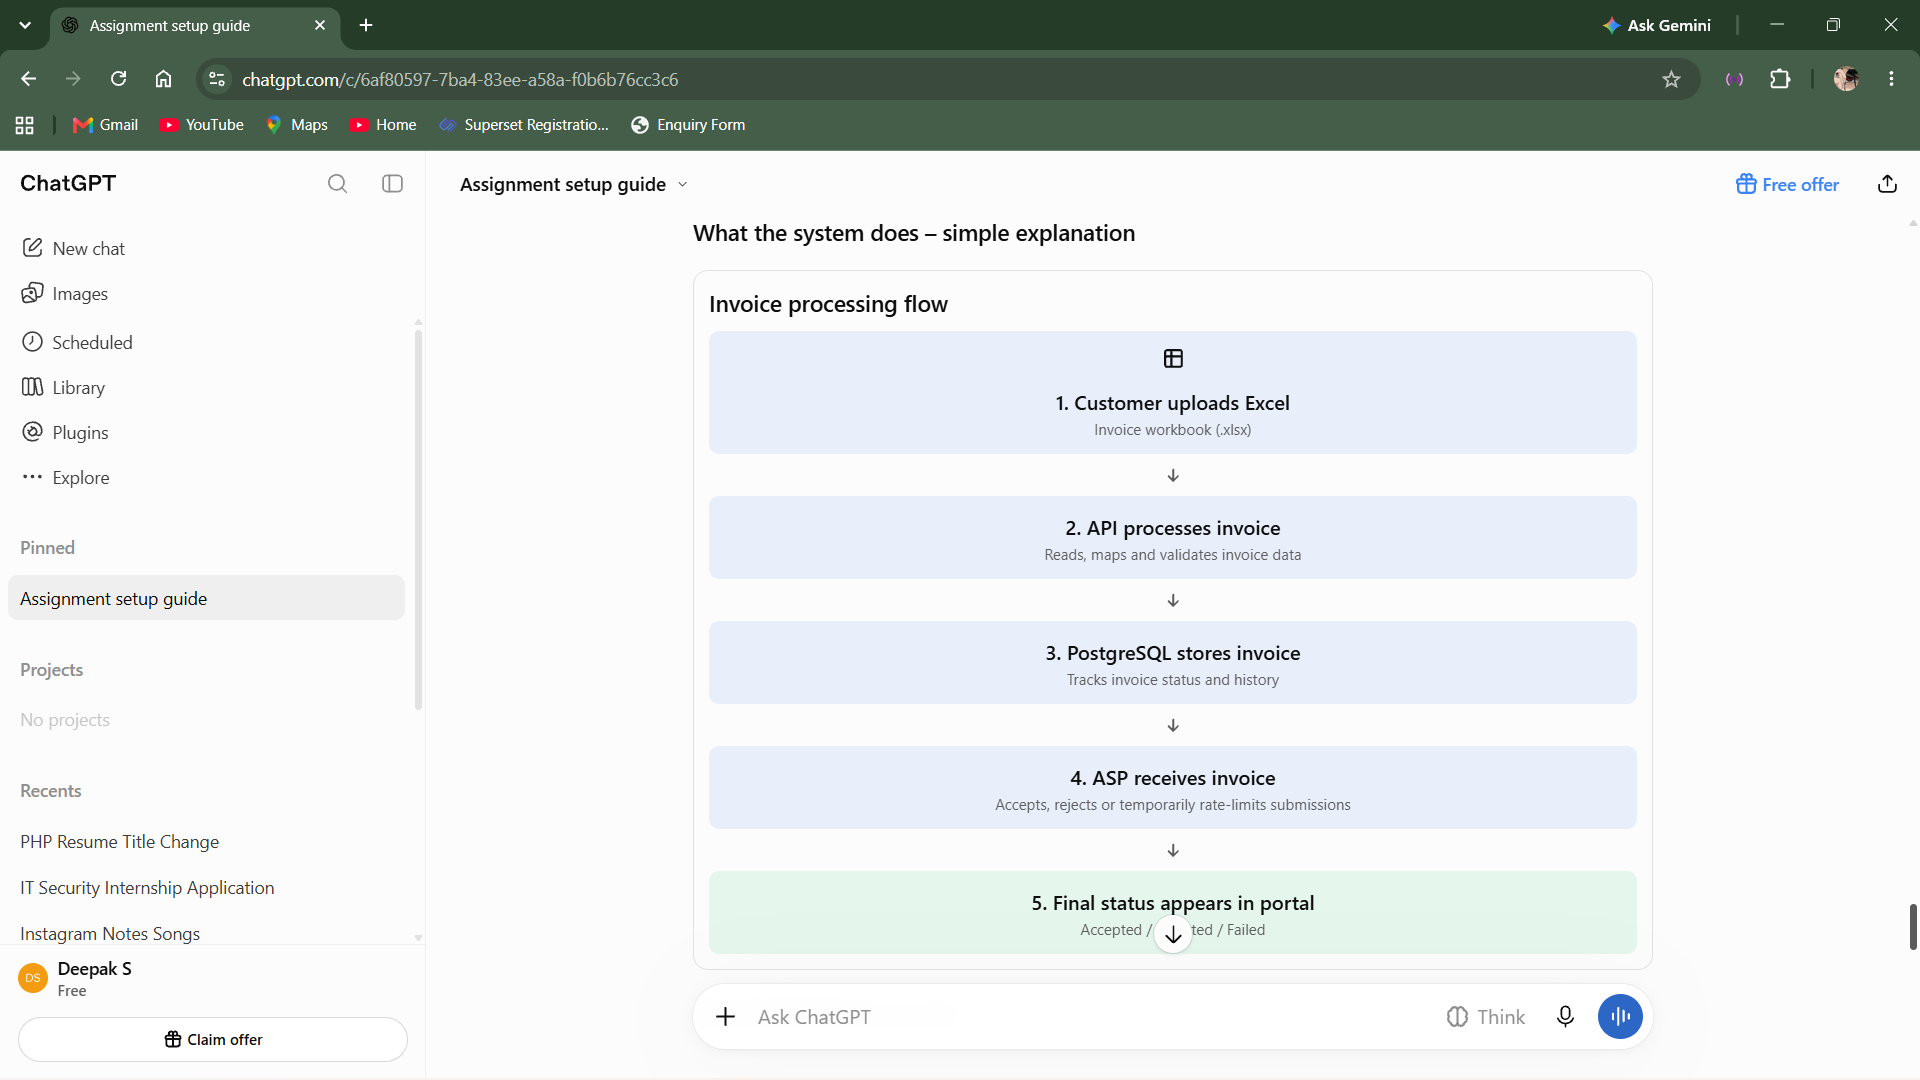 Assignment setup guide
Ask Gemini
chatgpt.com/c/6af80597-7ba4-83ee-a58a-f0b6b76cc3c6
Gmail
YouTube
Maps
Home
Superset Registratio...
Enquiry Form
ChatGPT
New chat
Images
Scheduled
Library
Plugins
Explore
Pinned
Assignment setup guide
Projects
No projects
Recents
PHP Resume Title Change
IT Security Internship Application
Instagram Notes Songs
DS
Deepak S
Free
Claim offer
Assignment setup guide
Free offer
What the system does – simple explanation
Invoice processing flow
1. Customer uploads Excel
Invoice workbook (.xlsx)
2. API processes invoice
Reads, maps and validates invoice data
3. PostgreSQL stores invoice
Tracks invoice status and history
4. ASP receives invoice
Accepts, rejects or temporarily rate-limits submissions
5. Final status appears in portal
Accepted / / Failed
Ask ChatGPT
Think